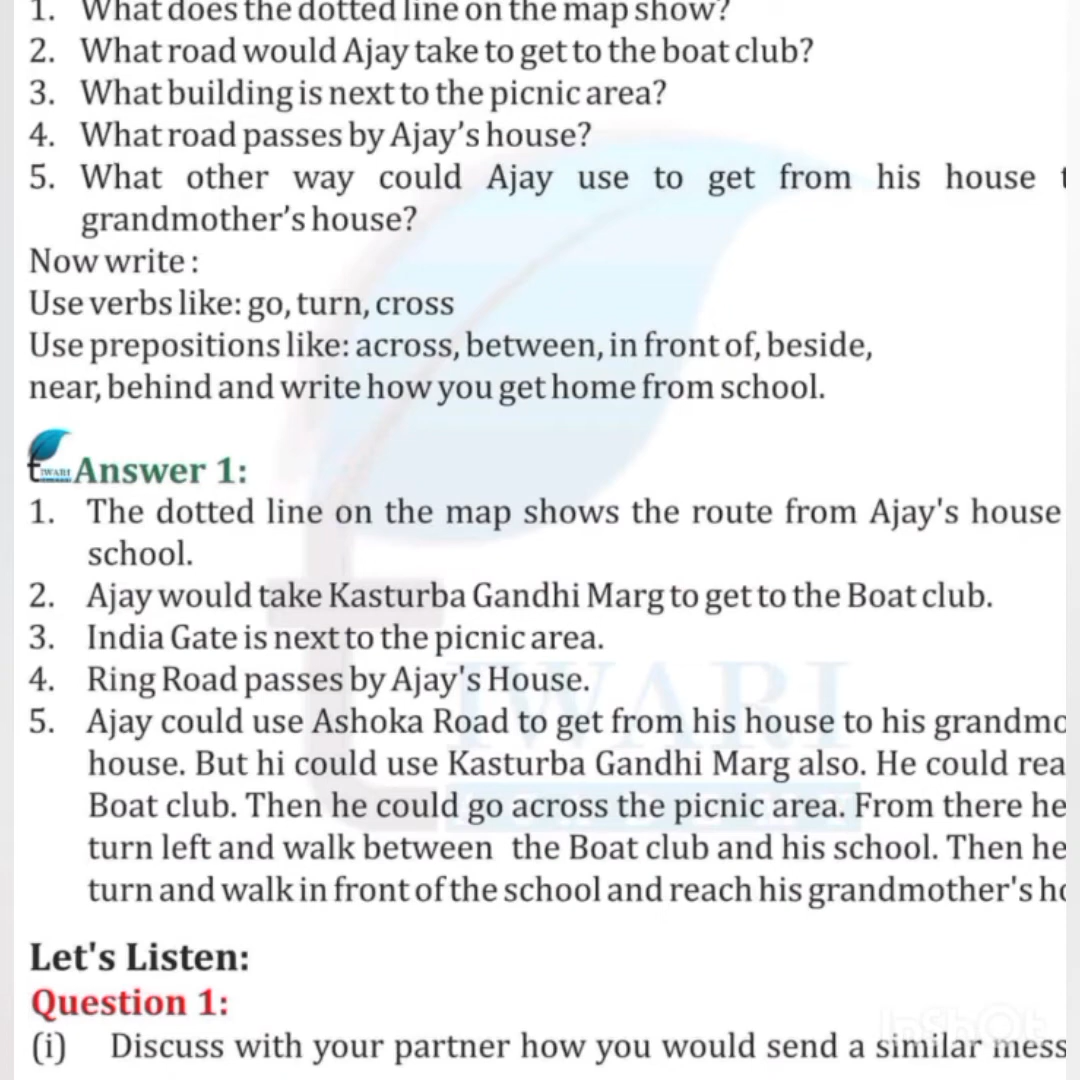 1. What does the dotted line on the map show?
2. What road would Ajay take to get to the boat club?
3. What building is next to the picnic area?
4. What road passes by Ajay's house?
5. What other way could Ajay use to get from his house
grandmother's house?
Now write :
Use verbs like: go, turn, cross
Use prepositions like: across, between, in front of, beside,
near, behind and write how you get home from school.
tIWARI Answer 1:
1. The dotted line on the map shows the route from Ajay's house
school.
2. Ajay would take Kasturba Gandhi Marg to get to the Boat club.
3. India Gate is next to the picnic area.
4. Ring Road passes by Ajay's House.
5. Ajay could use Ashoka Road to get from his house to his grandmo
house. But hi could use Kasturba Gandhi Marg also. He could rea
Boat club. Then he could go across the picnic area. From there he
turn left and walk between the Boat club and his school. Then he
turn and walk in front of the school and reach his grandmother's ho
tIWARI
Let's Listen:
Question 1:
(i) Discuss with your partner how you would send a similar mess
InShOt